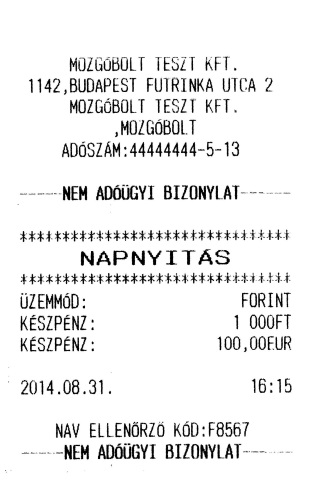 MOZGÓBOLT TESZT KFT.
1142,BUDAPEST FUTRINKA UTCA 2
MOZGÓBOLT TESZT KFT.
,MOZGÓBOLT
ADÓSZÁM:44444444-5-13
------NEM ADÓÜGYI BIZONYLAT------
********************************
NAPNYITÁS
********************************
ÜZEMMÓD: FORINT
KÉSZPÉNZ: 1 000FT
KÉSZPÉNZ: 100,00EUR
2014.08.31. 16:15
NAV ELLENŐRZŐ KÓD:F8567
------NEM ADÓÜGYI BIZONYLAT------